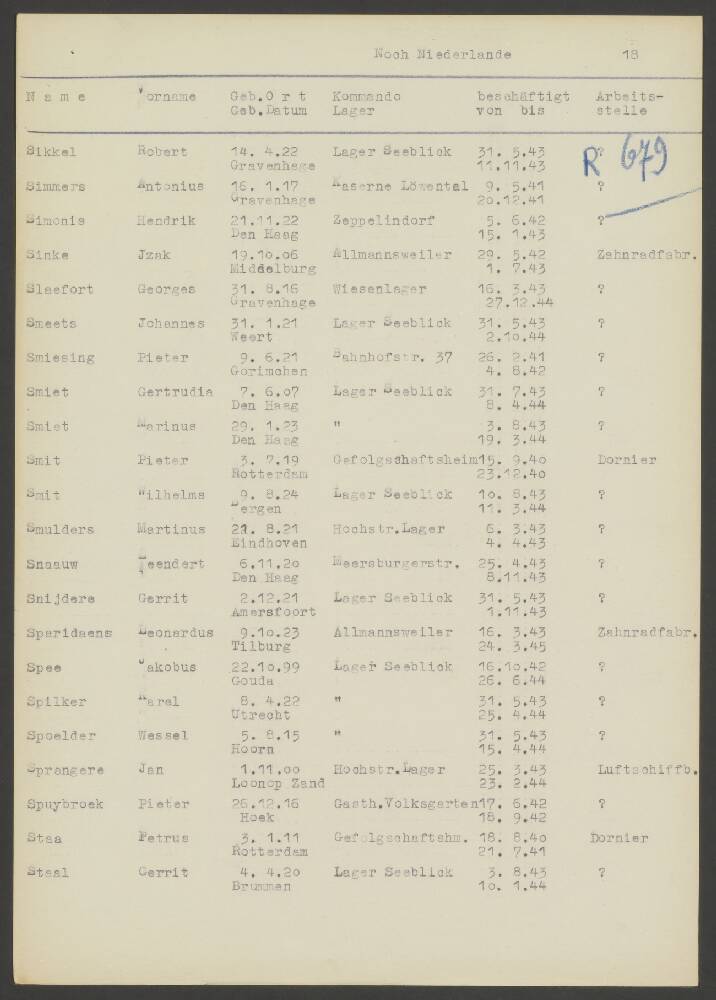 Noch Niederlande 18
Name Vorname Geb.Ort Kommando beschäftigt Arbeits-
Geb.Datum Lager von bis stelle
R 679
Sikkel Robert 14. 4.22 Lager Seeblick 31. 5.43 ?
Gravenhage 11.11.43
Simmers Antonius 16. 1.17 Kaserne Löwental 9. 5.41 ?
Gravenhage 20.12.41
Simonis Hendrik 21.11.22 Zeppelindorf 5. 6.42 ?
Den Haag 15. 1.43
Sinke Jzak 19.10.06 Allmannsweiler 29. 5.42 Zahnradfabr.
Middelburg 1. 7.43
Slaefort Georges 31. 8.16 Wiesenlager 16. 3.43 ?
Gravenhage 27.12.44
Smeets Johannes 31. 1.21 Lager Seeblick 31. 5.43 ?
Weert 2.10.44
Smiesing Pieter 9. 6.21 Bahnhofstr. 37 26. 2.41 ?
Gorinchen 4. 8.42
Smiet Gertrudia 7. 6.07 Lager Seeblick 31. 7.43 ?
Den Haag 8. 4.44
Smiet Marinus 29. 1.23 " 3. 8.43 ?
Den Haag 19. 3.44
Smit Pieter 3. 7.19 Gefolgschaftsheim 15. 9.40 Dornier
Rotterdam 23.12.40
Smit Wilhelms 9. 8.24 Lager Seeblick 10. 8.43 ?
Bergen 11. 3.44
Smulders Martinus 21. 8.21 Hochstr.Lager 6. 3.43 ?
Eindhoven 4. 4.43
Snaauw Teendert 6.11.20 Meersburgerstr. 25. 4.43 ?
Den Haag 8.11.43
Snijders Gerrit 2.12.21 Lager Seeblick 31. 5.43 ?
Amersfoort 1.11.43
Sparidaens Leonardus 9.10.23 Allmannsweiler 16. 3.43 Zahnradfabr.
Tilburg 24. 3.45
Spee Jakobus 22.10.99 Lager Seeblick 16.10.42 ?
Gouda 26. 6.44
Spilker Karel 8. 4.22 " 31. 5.43 ?
Utrecht 25. 4.44
Spoelder Wessel 5. 8.15 " 31. 5.43 ?
Hoorn 15. 4.44
Sprangere Jan 1.11.00 Hochstr.Lager 25. 3.43 Luftschiffb.
Loonop Zand 23. 2.44
Spuybroek Pieter 26.12.16 Gasth.Volksgarten 17. 6.42 ?
Hoek 18. 9.42
Staa Petrus 3. 1.11 Gefolgschaftshm. 18. 8.40 Dornier
Rotterdam 21. 7.41
Staal Gerrit 4. 4.20 Lager Seeblick 3. 8.43 ?
Brummen 10. 1.44